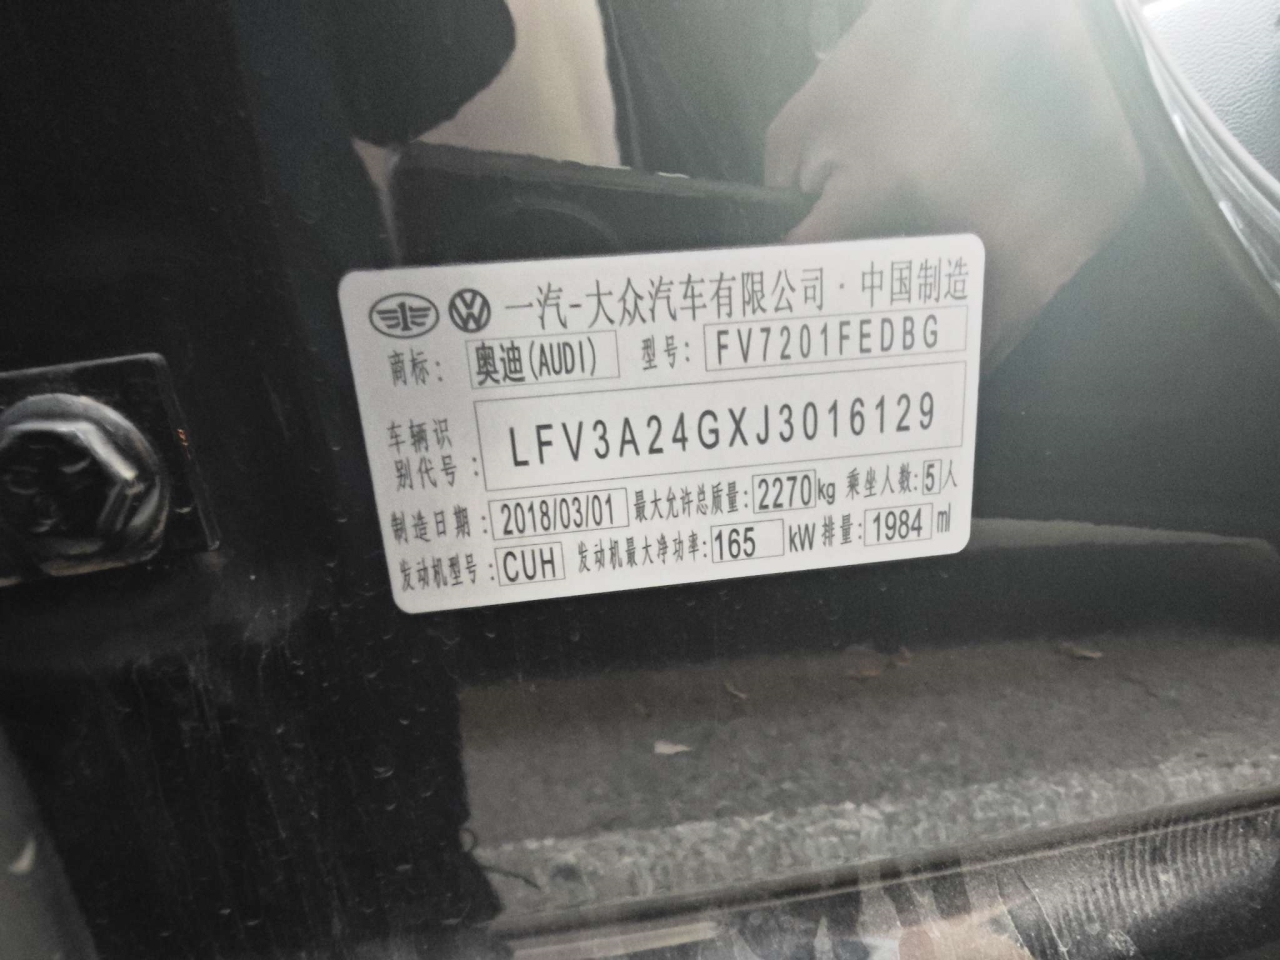 一汽-大众汽车有限公司·中国制造
商标： 奥迪(AUDI) 型号： FV7201FEDBG
车辆识别代号： LFV3A24GXJ3016129
制造日期： 2018/03/01 最大允许总质量： 2270kg 乘坐人数： 5人
发动机型号： CUH 发动机最大净功率： 165 kW 排量： 1984 ml